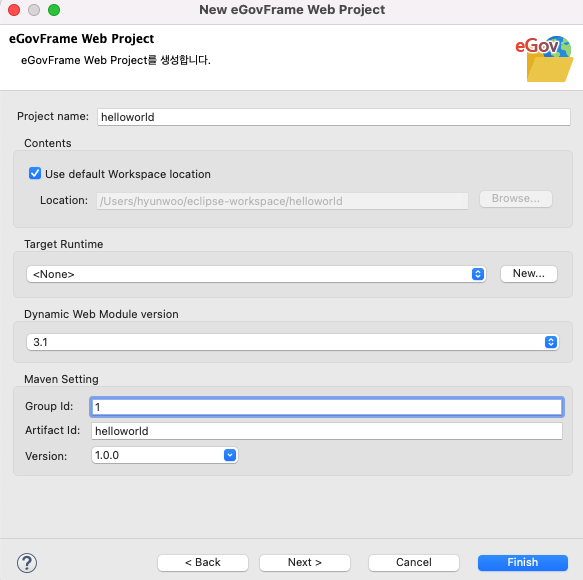 New eGovFrame Web Project
eGovFrame Web Project
eGovFrame Web Project를 생성합니다.
eGov
Project name: helloworld
Contents
Use default Workspace location
Location: /Users/hyunwoo/eclipse-workspace/helloworld Browse...
Target Runtime
<None> New...
Dynamic Web Module version
3.1
Maven Setting
Group Id: 1
Artifact Id: helloworld
Version: 1.0.0
? < Back Next > Cancel Finish